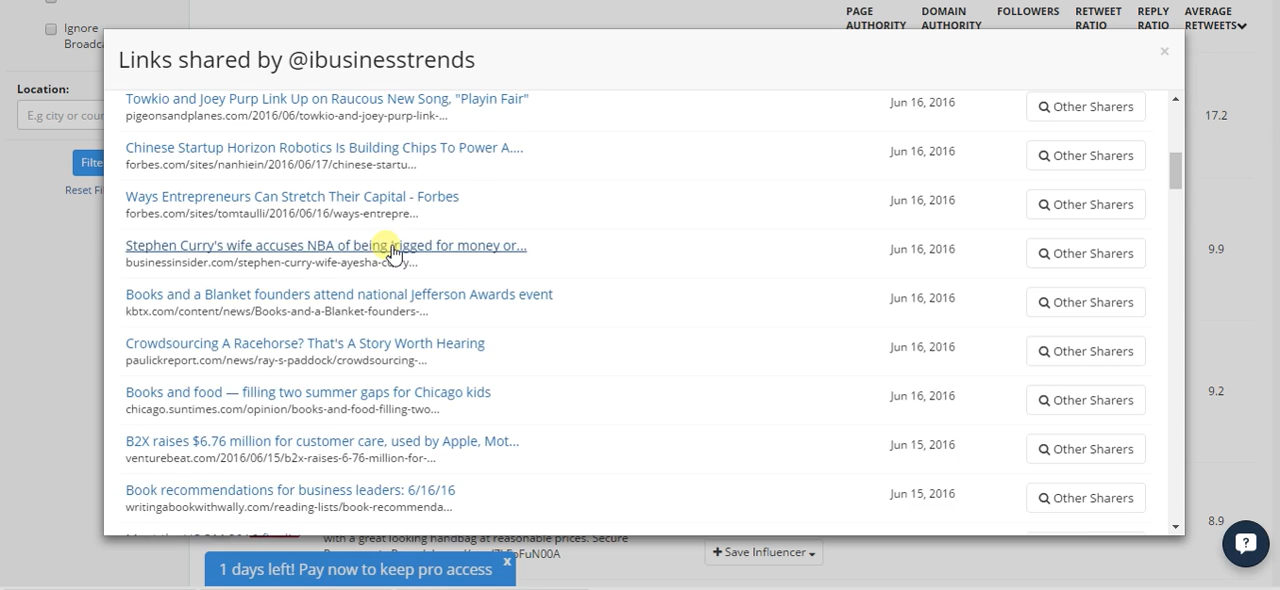 PAGE DOMAIN FOLLOWERS RETWEET REPLY AVERAGE
AUTHORITY AUTHORITY RATIO RATIO RETWEETS
Ignore
Broadca
Location:
E.g city or cour
Filte
Reset Fi
Links shared by @ibusinesstrends
×
Towkio and Joey Purp Link Up on Raucous New Song, "Playin Fair" Jun 16, 2016 Other Sharers
pigeonsandplanes.com/2016/06/towkio-and-joey-purp-link-...
17.2
Chinese Startup Horizon Robotics Is Building Chips To Power A.... Jun 16, 2016 Other Sharers
forbes.com/sites/nanhiein/2016/06/17/chinese-startu...
Ways Entrepreneurs Can Stretch Their Capital - Forbes Jun 16, 2016 Other Sharers
forbes.com/sites/tomtaulli/2016/06/16/ways-entrepre...
Stephen Curry's wife accuses NBA of being rigged for money or... Jun 16, 2016 Other Sharers
businessinsider.com/stephen-curry-wife-ayesha-curry...
9.9
Books and a Blanket founders attend national Jefferson Awards event Jun 16, 2016 Other Sharers
kbtx.com/content/news/Books-and-a-Blanket-founders-...
Crowdsourcing A Racehorse? That's A Story Worth Hearing Jun 16, 2016 Other Sharers
paulickreport.com/news/ray-s-paddock/crowdsourcing-...
Books and food — filling two summer gaps for Chicago kids Jun 16, 2016 Other Sharers
chicago.suntimes.com/opinion/books-and-food-filling-two...
9.2
B2X raises $6.76 million for customer care, used by Apple, Mot... Jun 15, 2016 Other Sharers
venturebeat.com/2016/06/15/b2x-raises-6-76-million-for-...
Book recommendations for business leaders: 6/16/16 Jun 15, 2016 Other Sharers
writingabookwithwally.com/reading-lists/book-recommenda...
8.9
with a great looking handbag at reasonable prices. Secure
+ Save Influencer
1 days left! Pay now to keep pro access x